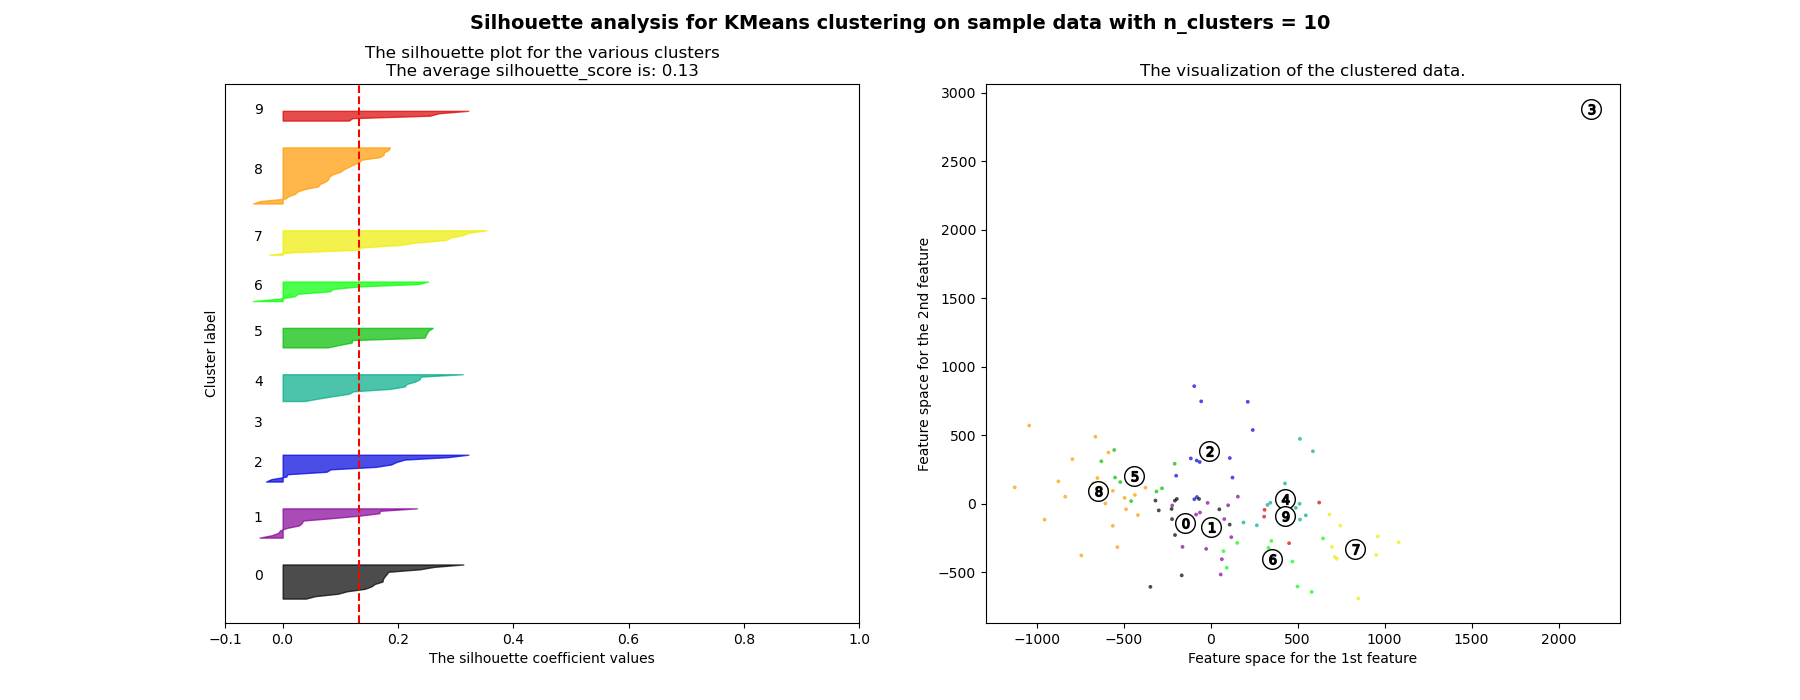 Silhouette analysis for KMeans clustering on sample data with n_clusters = 10
The silhouette plot for the various clusters
The average silhouette_score is: 0.13
9
8
7
6
5
4
3
2
1
0
Cluster label
−0.1 0.0 0.2 0.4 0.6 0.8 1.0
The silhouette coefficient values
The visualization of the clustered data.
3000
2500
2000
1500
1000
500
0
−500
Feature space for the 2nd feature
3
2
5
8
4
9
0
1
7
6
−1000 −500 0 500 1000 1500 2000
Feature space for the 1st feature